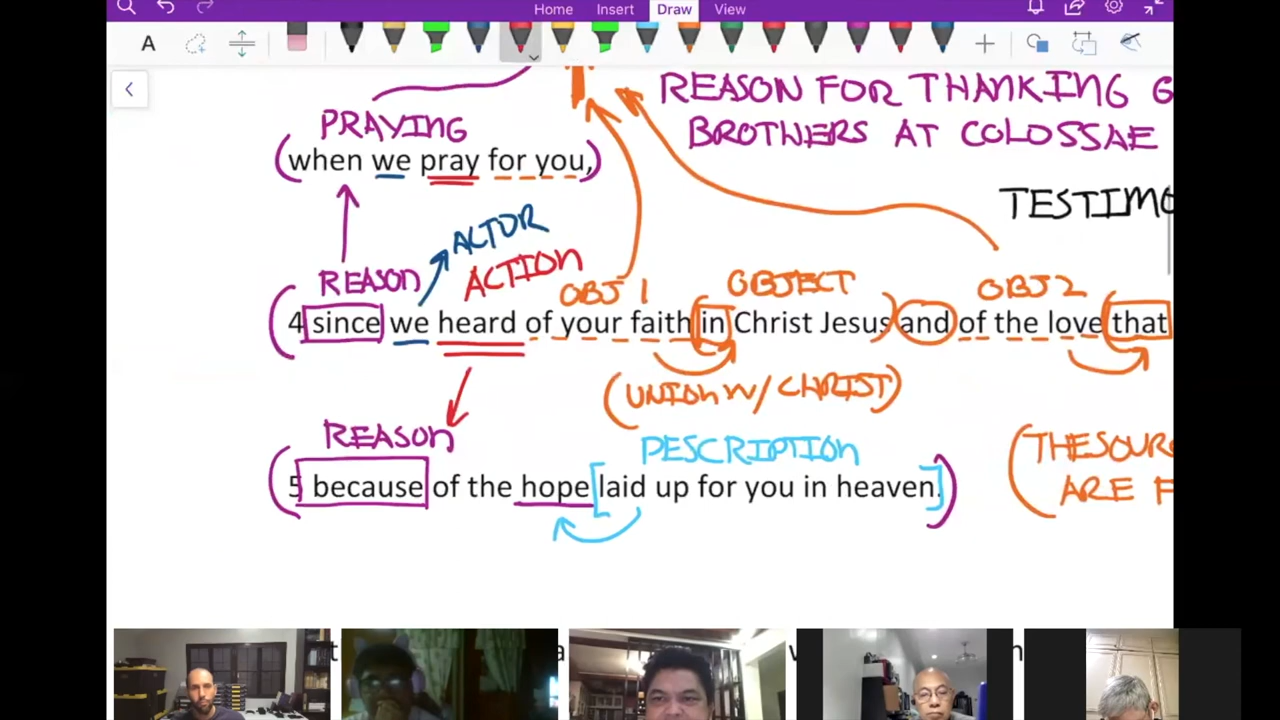 Home Insert Draw View
A
REASON FOR THANKING G
PRAYING
BROTHERS AT COLOSSAE
(when we pray for you,)
TESTIMO
ACTOR
REASON ACTION OBJ 1 OBJECT OBJ 2
(4 since we heard of your faith (in Christ Jesus) and of the love (that
(UNION W/ CHRIST)
REASON DESCRIPTION
(THE SOUR
(5 because of the hope [laid up for you in heaven.])
ARE F